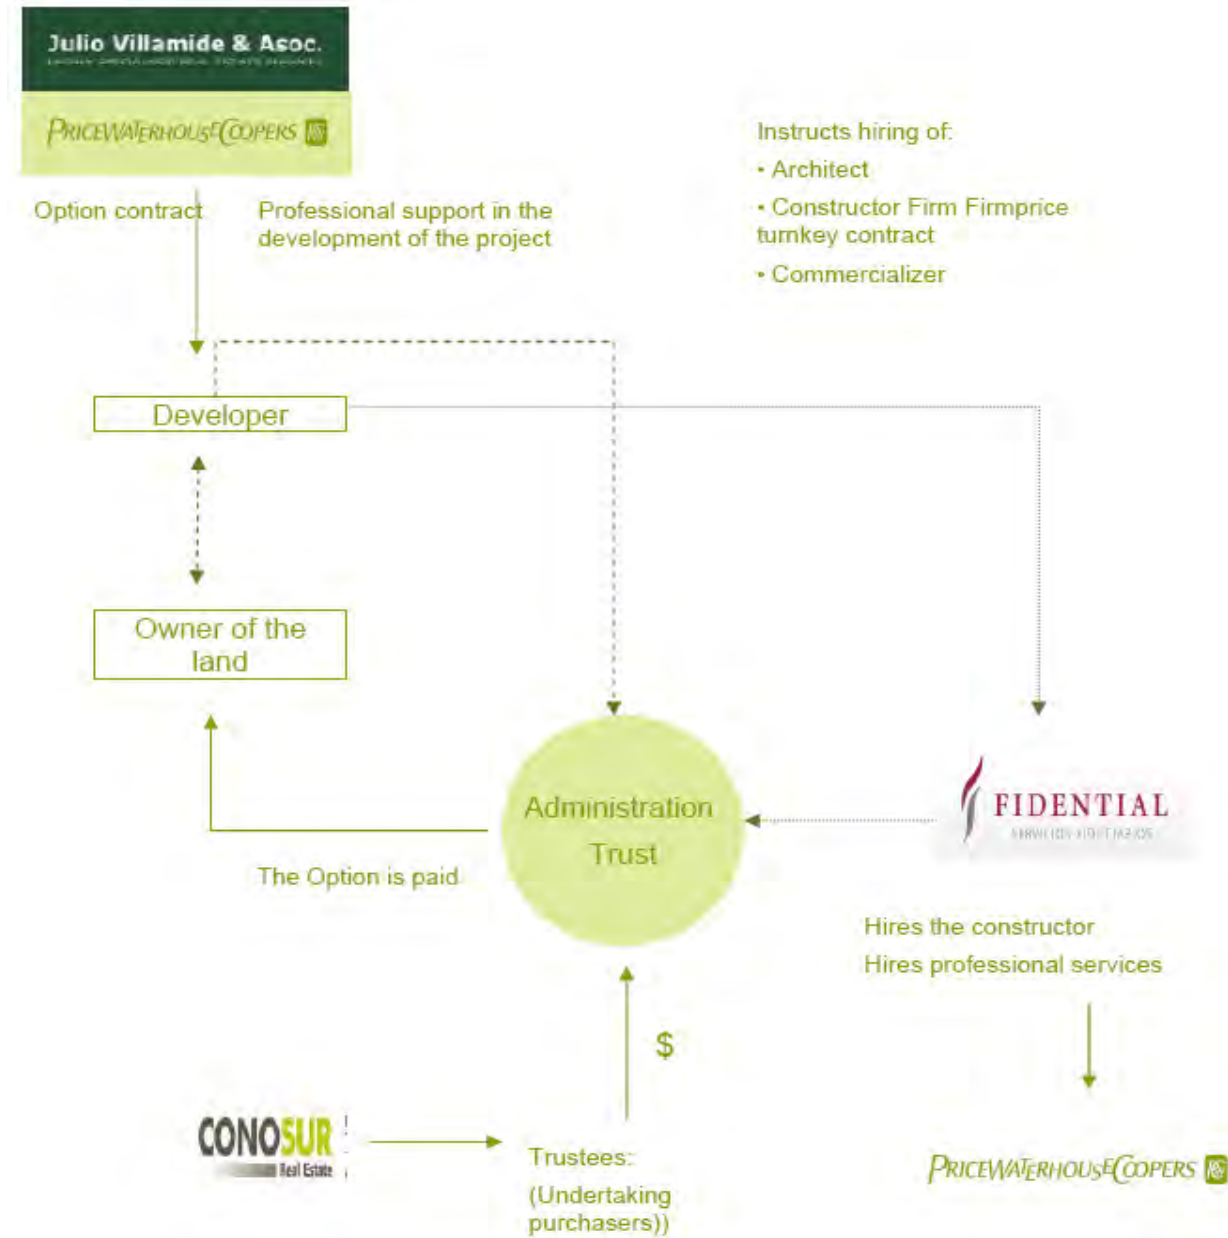 Julio Villamide & Asoc.
PRICEWATERHOUSECOOPERS
Option contract
Professional support in the
development of the project
Instructs hiring of:
• Architect
• Constructor Firm Firmprice
turnkey contract
• Commercializer
Developer
Owner of the
land
Administration
Trust
FIDENTIAL
The Option is paid
Hires the constructor
Hires professional services
$
CONOSUR
Real Estate
Trustees:
(Undertaking
purchasers))
PRICEWATERHOUSECOOPERS